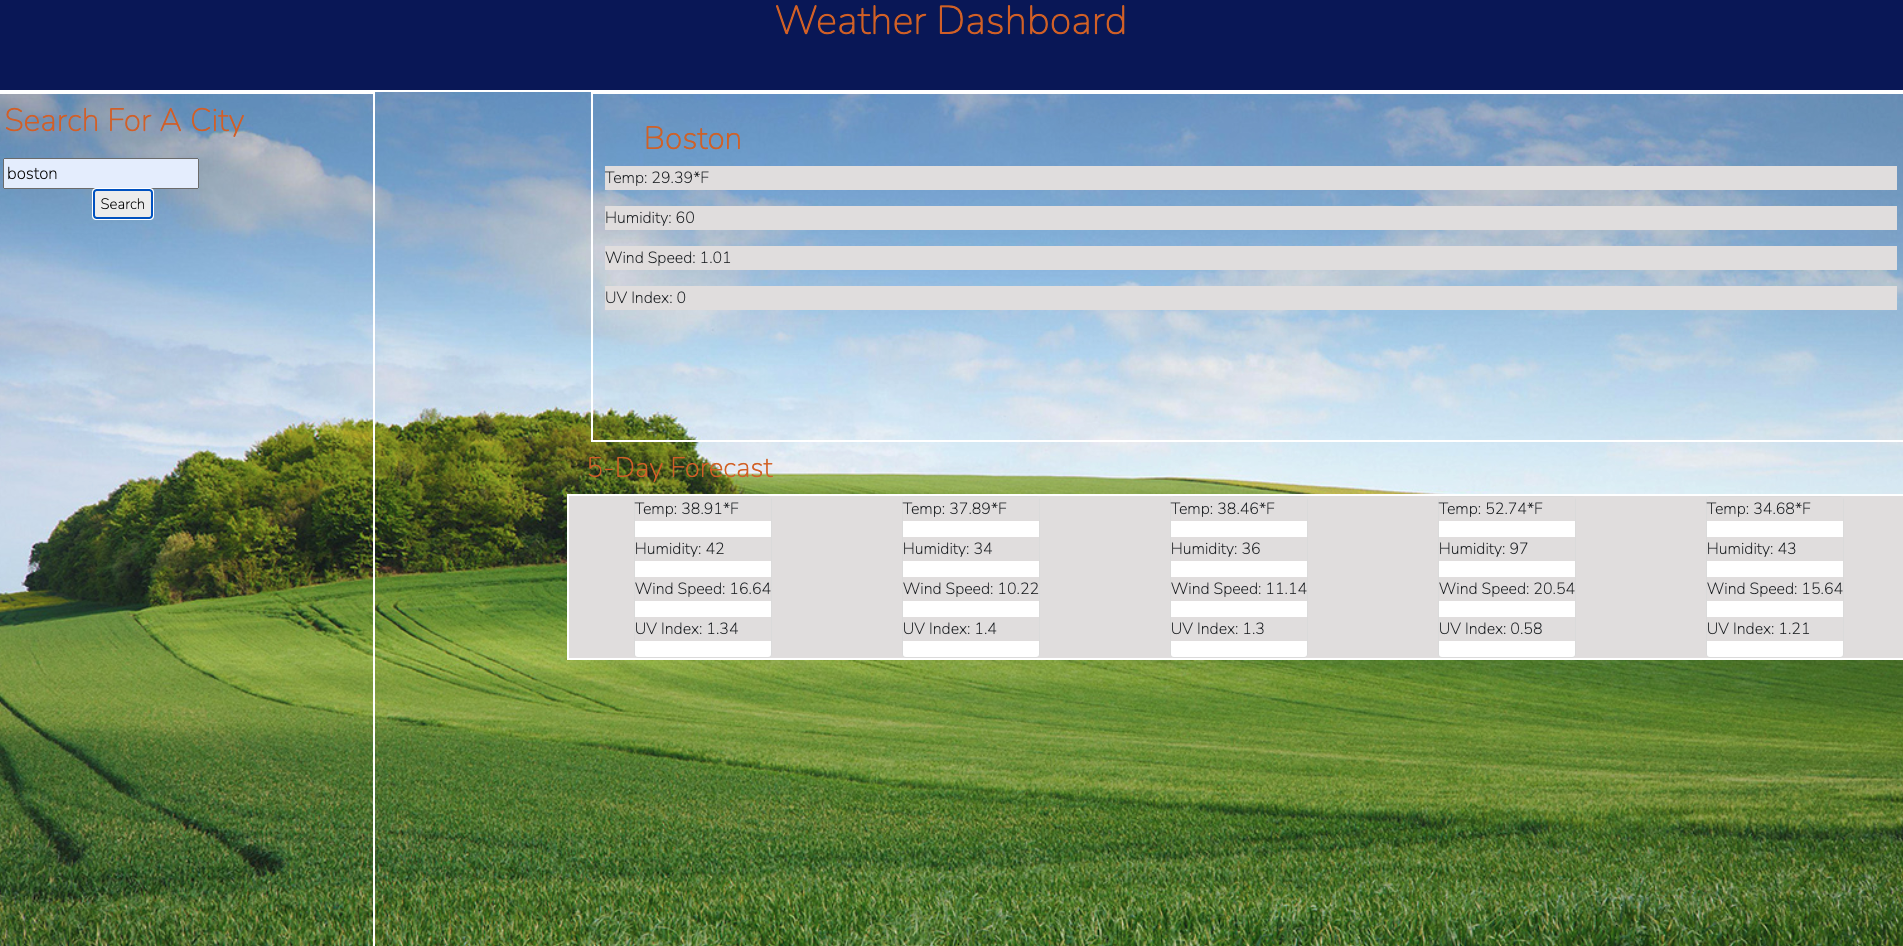 Weather Dashboard
Search For A City
boston
Search
Boston
Temp: 29.39*F
Humidity: 60
Wind Speed: 1.01
UV Index: 0
5-Day Forecast
Temp: 38.91*F
Humidity: 42
Wind Speed: 16.64
UV Index: 1.34
Temp: 37.89*F
Humidity: 34
Wind Speed: 10.22
UV Index: 1.4
Temp: 38.46*F
Humidity: 36
Wind Speed: 11.14
UV Index: 1.3
Temp: 52.74*F
Humidity: 97
Wind Speed: 20.54
UV Index: 0.58
Temp: 34.68*F
Humidity: 43
Wind Speed: 15.64
UV Index: 1.21